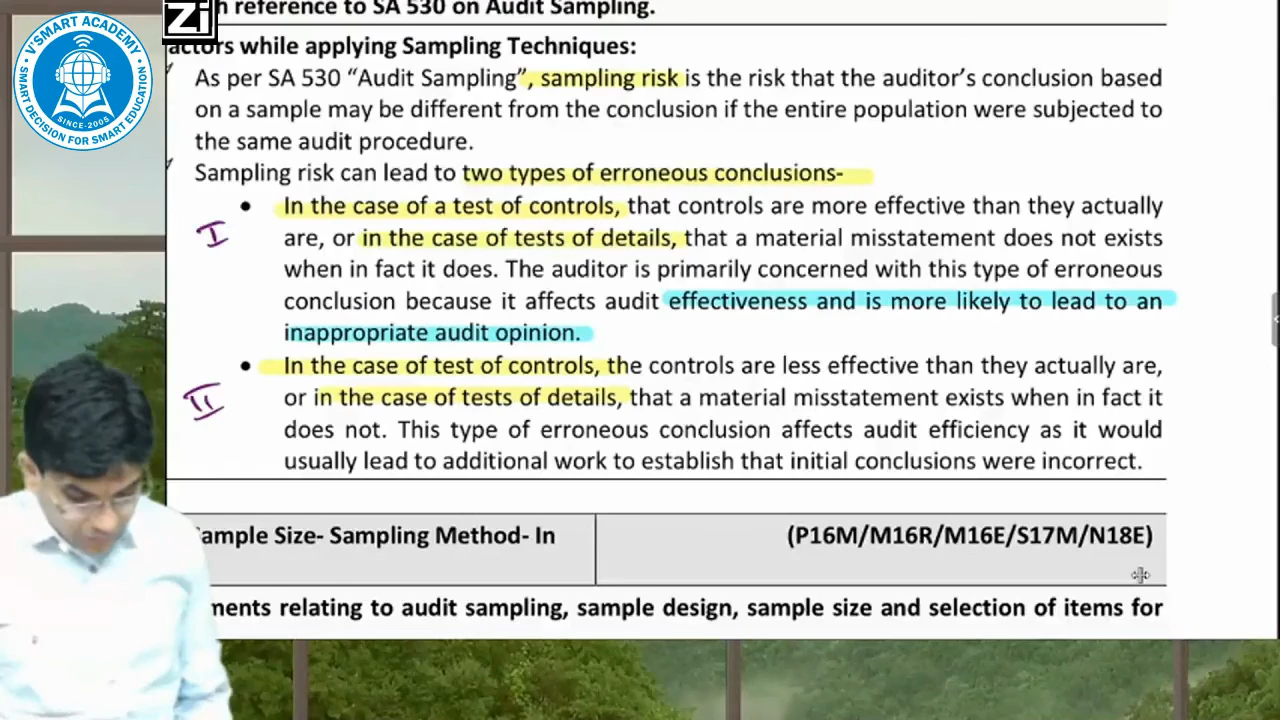 V'SMART ACADEMY
SINCE-2005
SMART DECISION FOR SMART EDUCATION
Zi
h reference to SA 530 on Audit Sampling.
actors while applying Sampling Techniques:
As per SA 530 “Audit Sampling”, sampling risk is the risk that the auditor’s conclusion based
on a sample may be different from the conclusion if the entire population were subjected to
the same audit procedure.
Sampling risk can lead to two types of erroneous conclusions-
• In the case of a test of controls, that controls are more effective than they actually
I
are, or in the case of tests of details, that a material misstatement does not exists
when in fact it does. The auditor is primarily concerned with this type of erroneous
conclusion because it affects audit effectiveness and is more likely to lead to an
inappropriate audit opinion.
• In the case of test of controls, the controls are less effective than they actually are,
II
or in the case of tests of details, that a material misstatement exists when in fact it
does not. This type of erroneous conclusion affects audit efficiency as it would
usually lead to additional work to establish that initial conclusions were incorrect.
ample Size- Sampling Method- In (P16M/M16R/M16E/S17M/N18E)
ments relating to audit sampling, sample design, sample size and selection of items for